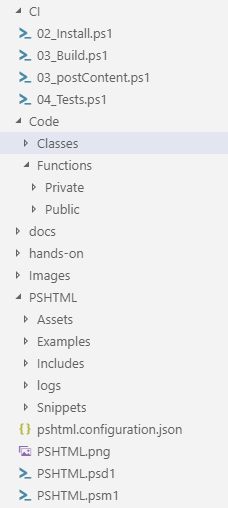 CI
02_Install.ps1
03_Build.ps1
03_postContent.ps1
04_Tests.ps1
Code
Classes
Functions
Private
Public
docs
hands-on
Images
PSHTML
Assets
Examples
Includes
logs
Snippets
pshtml.configuration.json
PSHTML.png
PSHTML.psd1
PSHTML.psm1